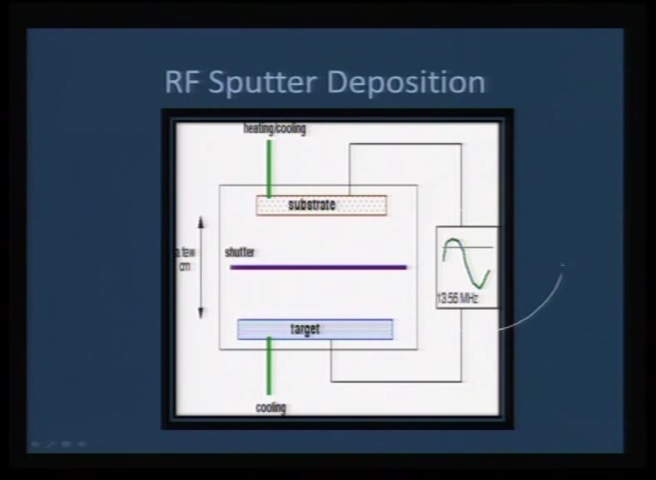 RF Sputter Deposition
heating/cooling
substrate
a few
cm
shutter
13.56 MHz
target
cooling